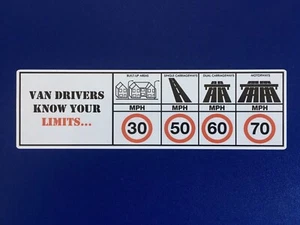 VAN DRIVERS
KNOW YOUR
LIMITS...
BUILT-UP AREAS
SINGLE CARRIAGEWAYS
DUAL CARRIAGEWAYS
MOTORWAYS
MPH MPH MPH MPH
30 50 60 70